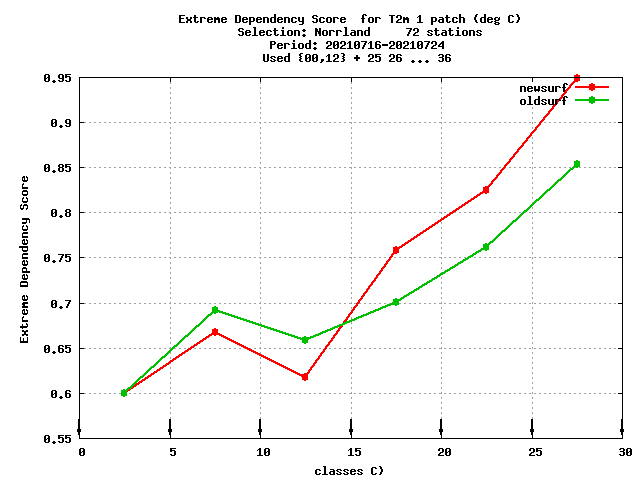 Extreme Dependency Score  for T2m 1 patch (deg C)
Selection: Norrland     72 stations
Period: 20210716-20210724
Used {00,12} + 25 26 ... 36
newsurf
oldsurf
0.95
0.9
0.85
0.8
0.75
0.7
0.65
0.6
0.55
Extreme Dependency Score
0 5 10 15 20 25 30
classes C)